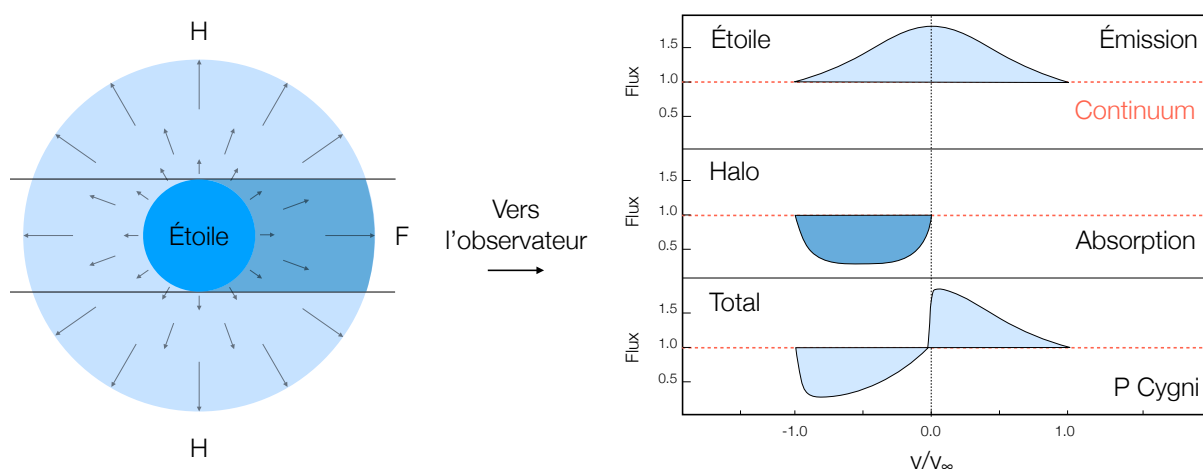 H
Étoile
F
H
Vers
l'observateur
Étoile
Émission
Flux
1.5
1.0
0.5
Continuum
Halo
Flux
1.5
1.0
0.5
Absorption
Total
Flux
1.5
1.0
0.5
P Cygni
-1.0
0.0
1.0
v/v∞